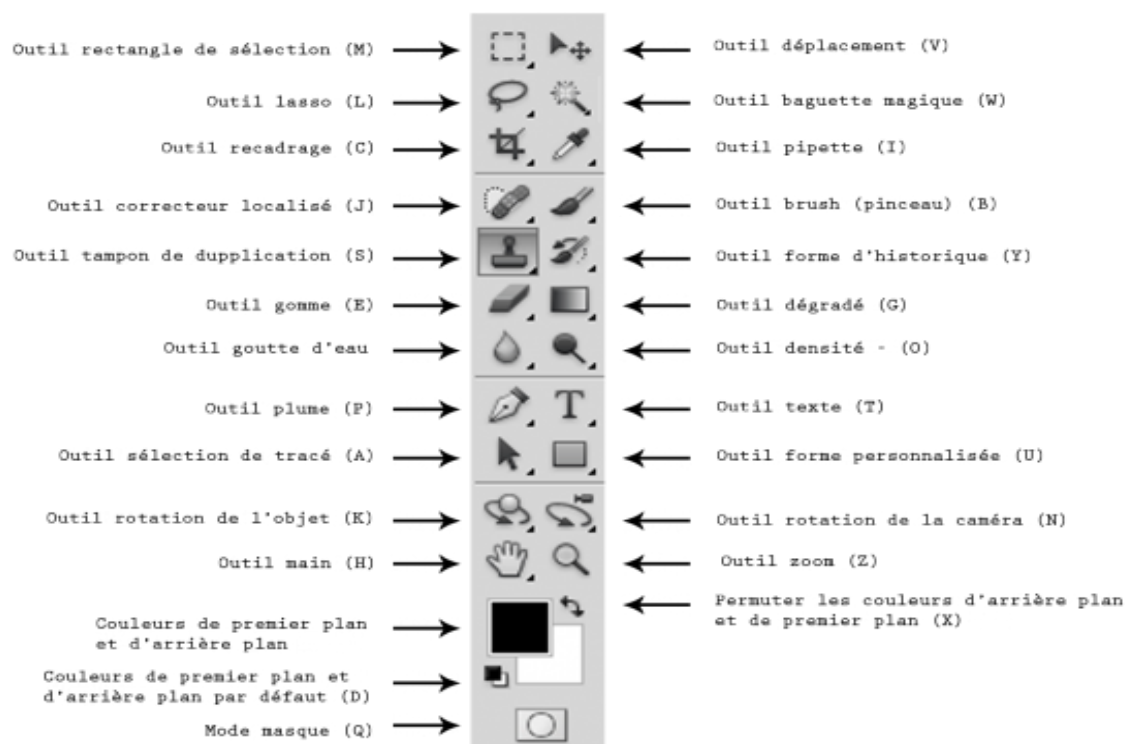 Outil rectangle de sélection (M)
Outil déplacement (V)
Outil lasso (L)
Outil baguette magique (W)
Outil recadrage (C)
Outil pipette (I)
Outil correcteur localisé (J)
Outil brush (pinceau) (B)
Outil tampon de dupplication (S)
Outil forme d'historique (Y)
Outil gomme (E)
Outil dégradé (G)
Outil goutte d'eau
Outil densité - (O)
Outil plume (P)
T
Outil texte (T)
Outil sélection de tracé (A)
Outil forme personnalisée (U)
Outil rotation de l'objet (K)
Outil rotation de la caméra (N)
Outil main (H)
Outil zoom (Z)
Permuter les couleurs d'arrière plan
et de premier plan (X)
Couleurs de premier plan
et d'arrière plan
Couleurs de premier plan et
d'arrière plan par défaut (D)
Mode masque (Q)